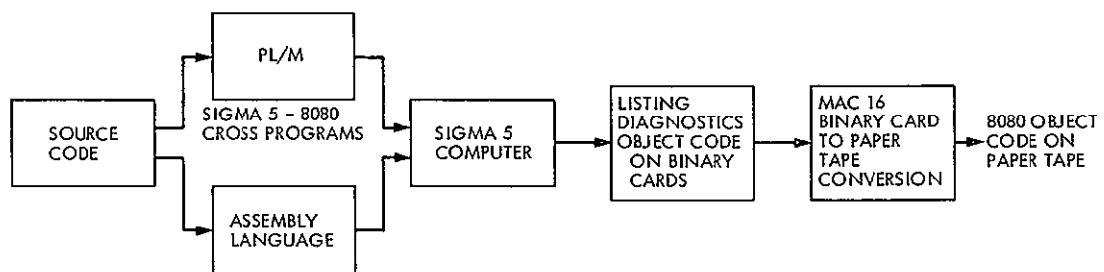 SOURCE
CODE
PL/M
SIGMA 5 - 8080
CROSS PROGRAMS
ASSEMBLY
LANGUAGE
SIGMA 5
COMPUTER
LISTING
DIAGNOSTICS
OBJECT CODE
ON BINARY
CARDS
MAC 16
BINARY CARD
TO PAPER
TAPE
CONVERSION
8080 OBJECT
CODE ON
PAPER TAPE